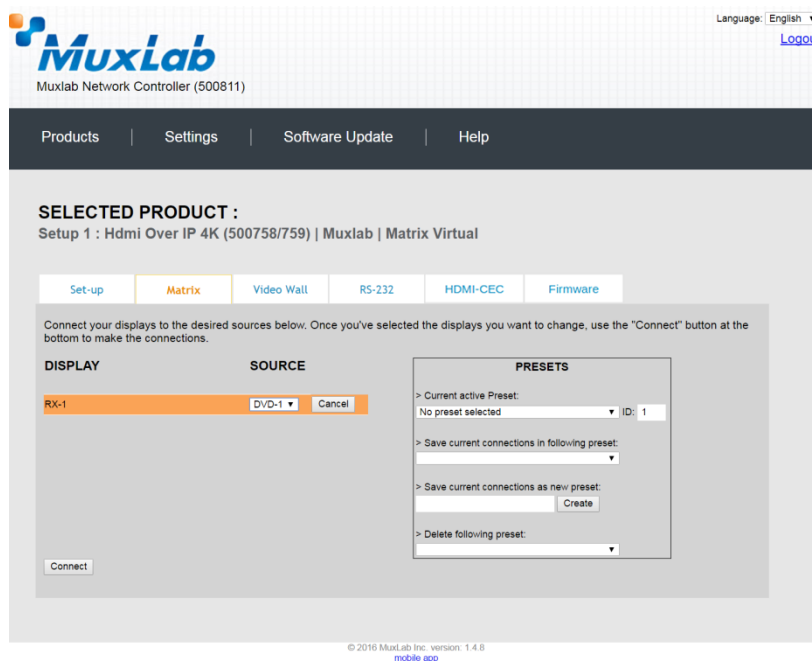 Language: English
Logou
MuxLab
Muxlab Network Controller (500811)
Products | Settings | Software Update | Help
SELECTED PRODUCT :
Setup 1 : Hdmi Over IP 4K (500758/759) | Muxlab | Matrix Virtual
Set-up Matrix Video Wall RS-232 HDMI-CEC Firmware
Connect your displays to the desired sources below. Once you've selected the displays you want to change, use the "Connect" button at the
bottom to make the connections.
DISPLAY SOURCE
RX-1 DVD-1 Cancel
PRESETS
> Current active Preset:
No preset selected ID: 1
> Save current connections in following preset:
> Save current connections as new preset:
Create
> Delete following preset:
Connect
© 2016 MuxLab Inc. version: 1.4.8
mobile app